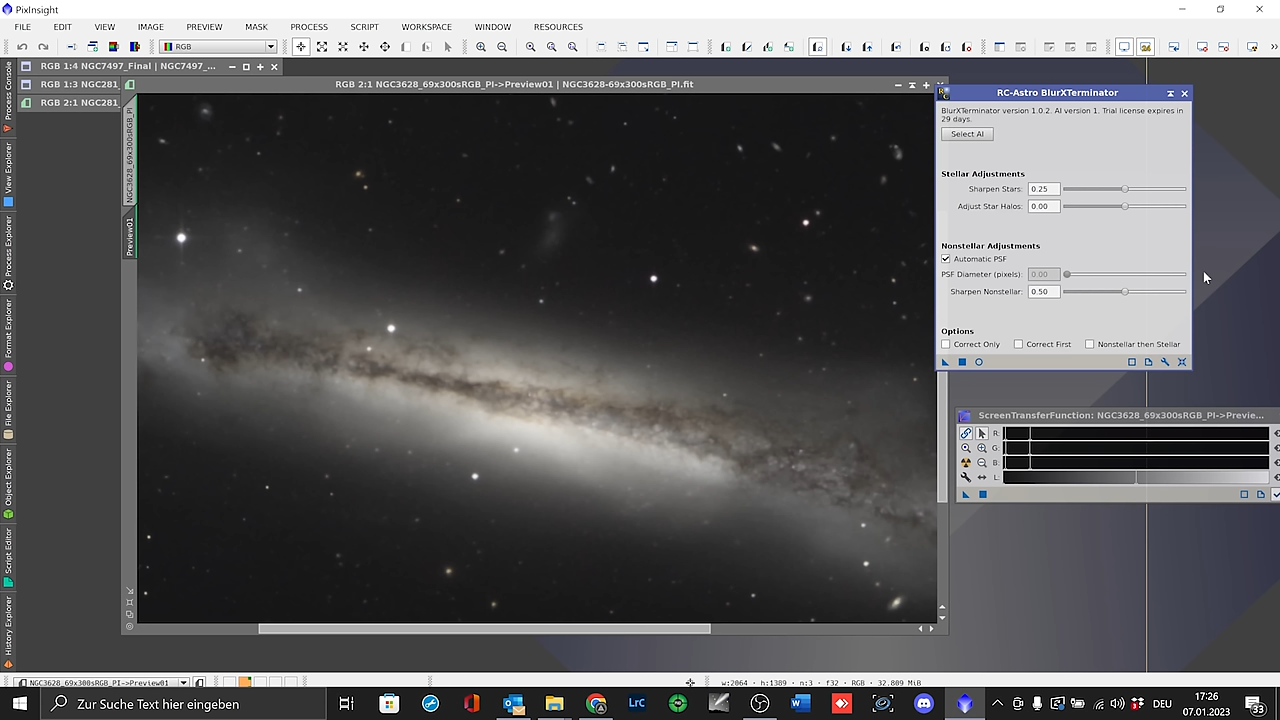 PixInsight
FILE EDIT VIEW IMAGE PREVIEW MASK PROCESS SCRIPT WORKSPACE WINDOW RESOURCES
RGB
RGB 1:4 NGC7497_Final | NGC7497_...
RGB 1:3 NGC281_
RGB 2:1 NGC281_
RGB 2:1 NGC3628_69x300sRGB_PI->Preview01 | NGC3628-69x300sRGB_PI.fit
NGC3628_69x300sRGB_PI
Preview01
Process Console
View Explorer
Process Explorer
Format Explorer
File Explorer
Object Explorer
Script Editor
History Explorer
RC-Astro BlurXTerminator
BlurXTerminator version 1.0.2. AI version 1. Trial license expires in
29 days.
Select AI
Stellar Adjustments
Sharpen Stars: 0.25
Adjust Star Halos: 0.00
Nonstellar Adjustments
Automatic PSF
PSF Diameter (pixels): 0.00
Sharpen Nonstellar: 0.50
Options
Correct Only Correct First Nonstellar then Stellar
ScreenTransferFunction: NGC3628_69x300sRGB_PI->Previe...
R:
G:
B:
L:
NGC3628_69x300sRGB_PI->Preview01
w:2064 · h:1389 · n:3 · f32 · RGB · 32.809 MiB
Zur Suche Text hier eingeben
LrC
DEU
17:26
07.01.2023
33